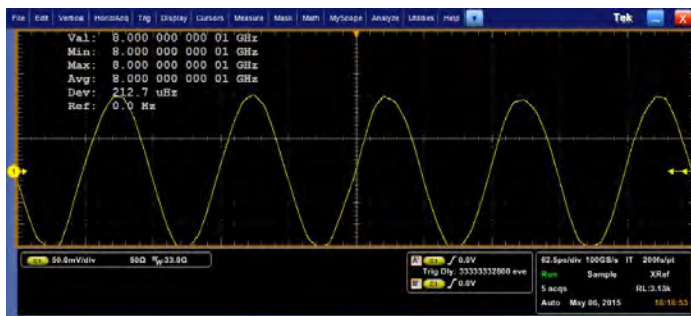 File Edit Vertical Horiz/Acq Trig Display Cursors Measure Mask Math MyScope Analyze Utilities Help Tek
Val: 8.000 000 000 01 GHz
Min: 8.000 000 000 01 GHz
Max: 8.000 000 000 01 GHz
Avg: 8.000 000 000 01 GHz
Dev: 212.7 uHz
Ref: 0.0 Hz
1
C1 50.0mV/div 50Ω BW:33.0G
A' C1 / 0.0V
Trig Dly: 33333332800 eve
B' C1 / 0.0V
62.5ps/div 100GS/s IT 200fs/pt
Run Sample XRef
5 acqs RL:3.13k
Auto May 06, 2015 18:18:53